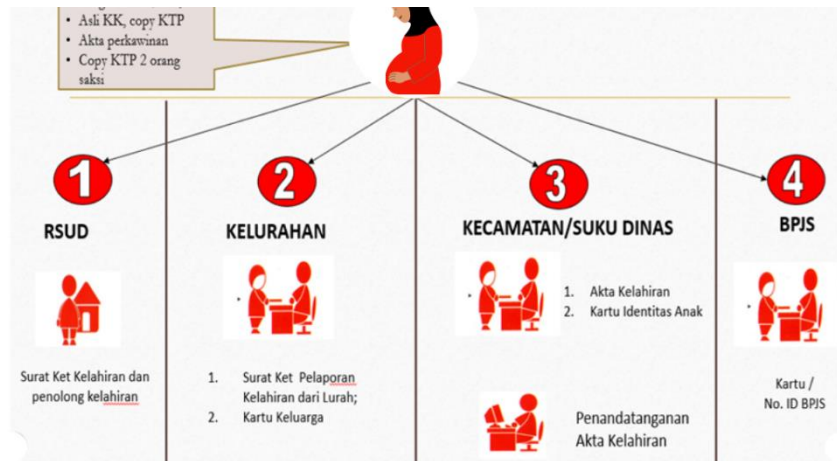 • Asli KK, copy KTP
• Akta perkawinan
• Copy KTP 2 orang
saksi
1
RSUD
Surat Ket Kelahiran dan
penolong kelahiran
2
KELURAHAN
1. Surat Ket Pelaporan
Kelahiran dari Lurah;
2. Kartu Keluarga
3
KECAMATAN/SUKU DINAS
1. Akta Kelahiran
2. Kartu Identitas Anak
Penandatanganan
Akta Kelahiran
4
BPJS
Kartu /
No. ID BPJS